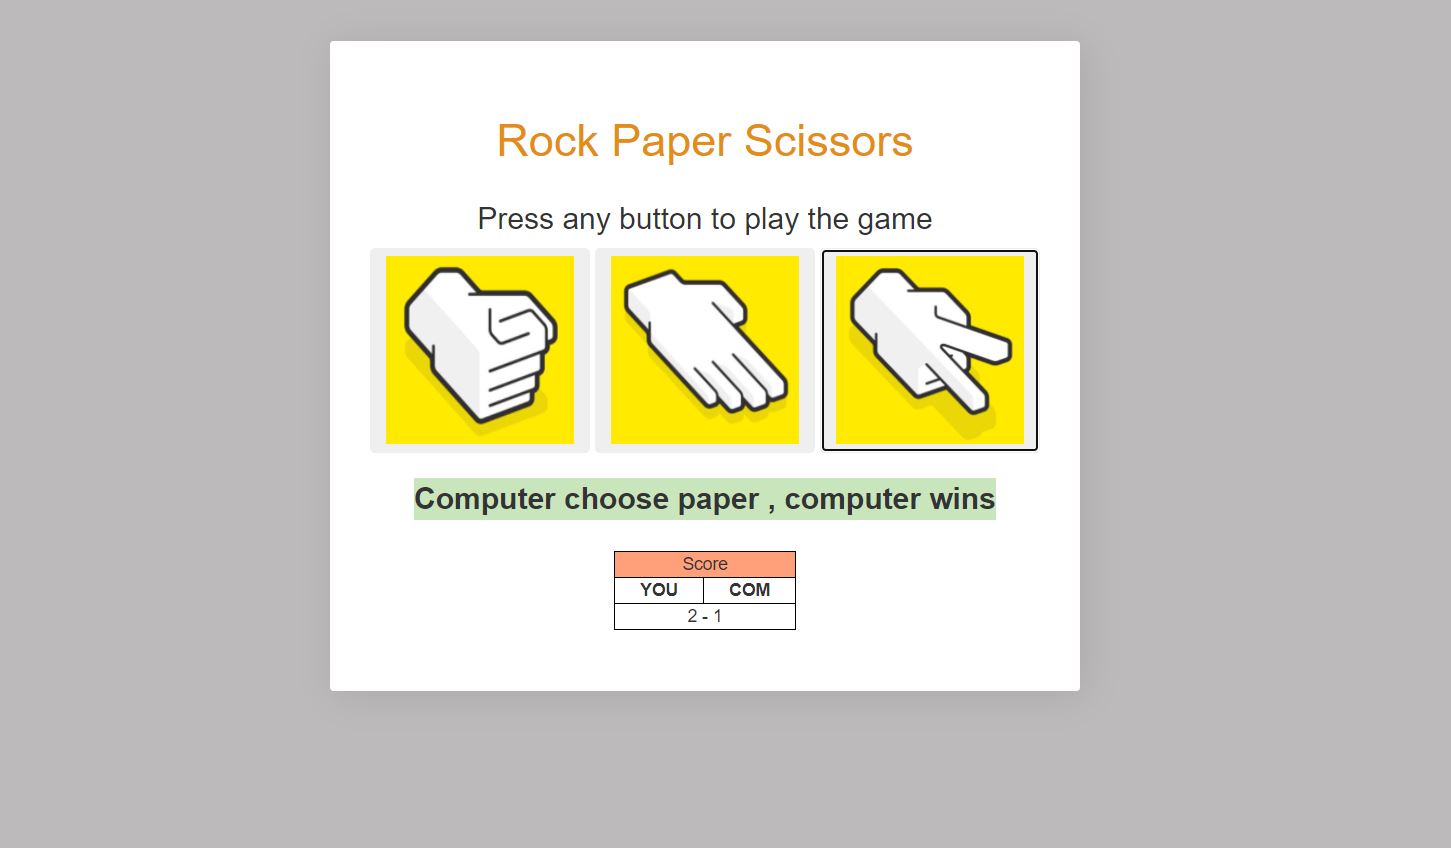 Rock Paper Scissors
Press any button to play the game
Computer choose paper , computer wins
Score
YOU COM
2 - 1